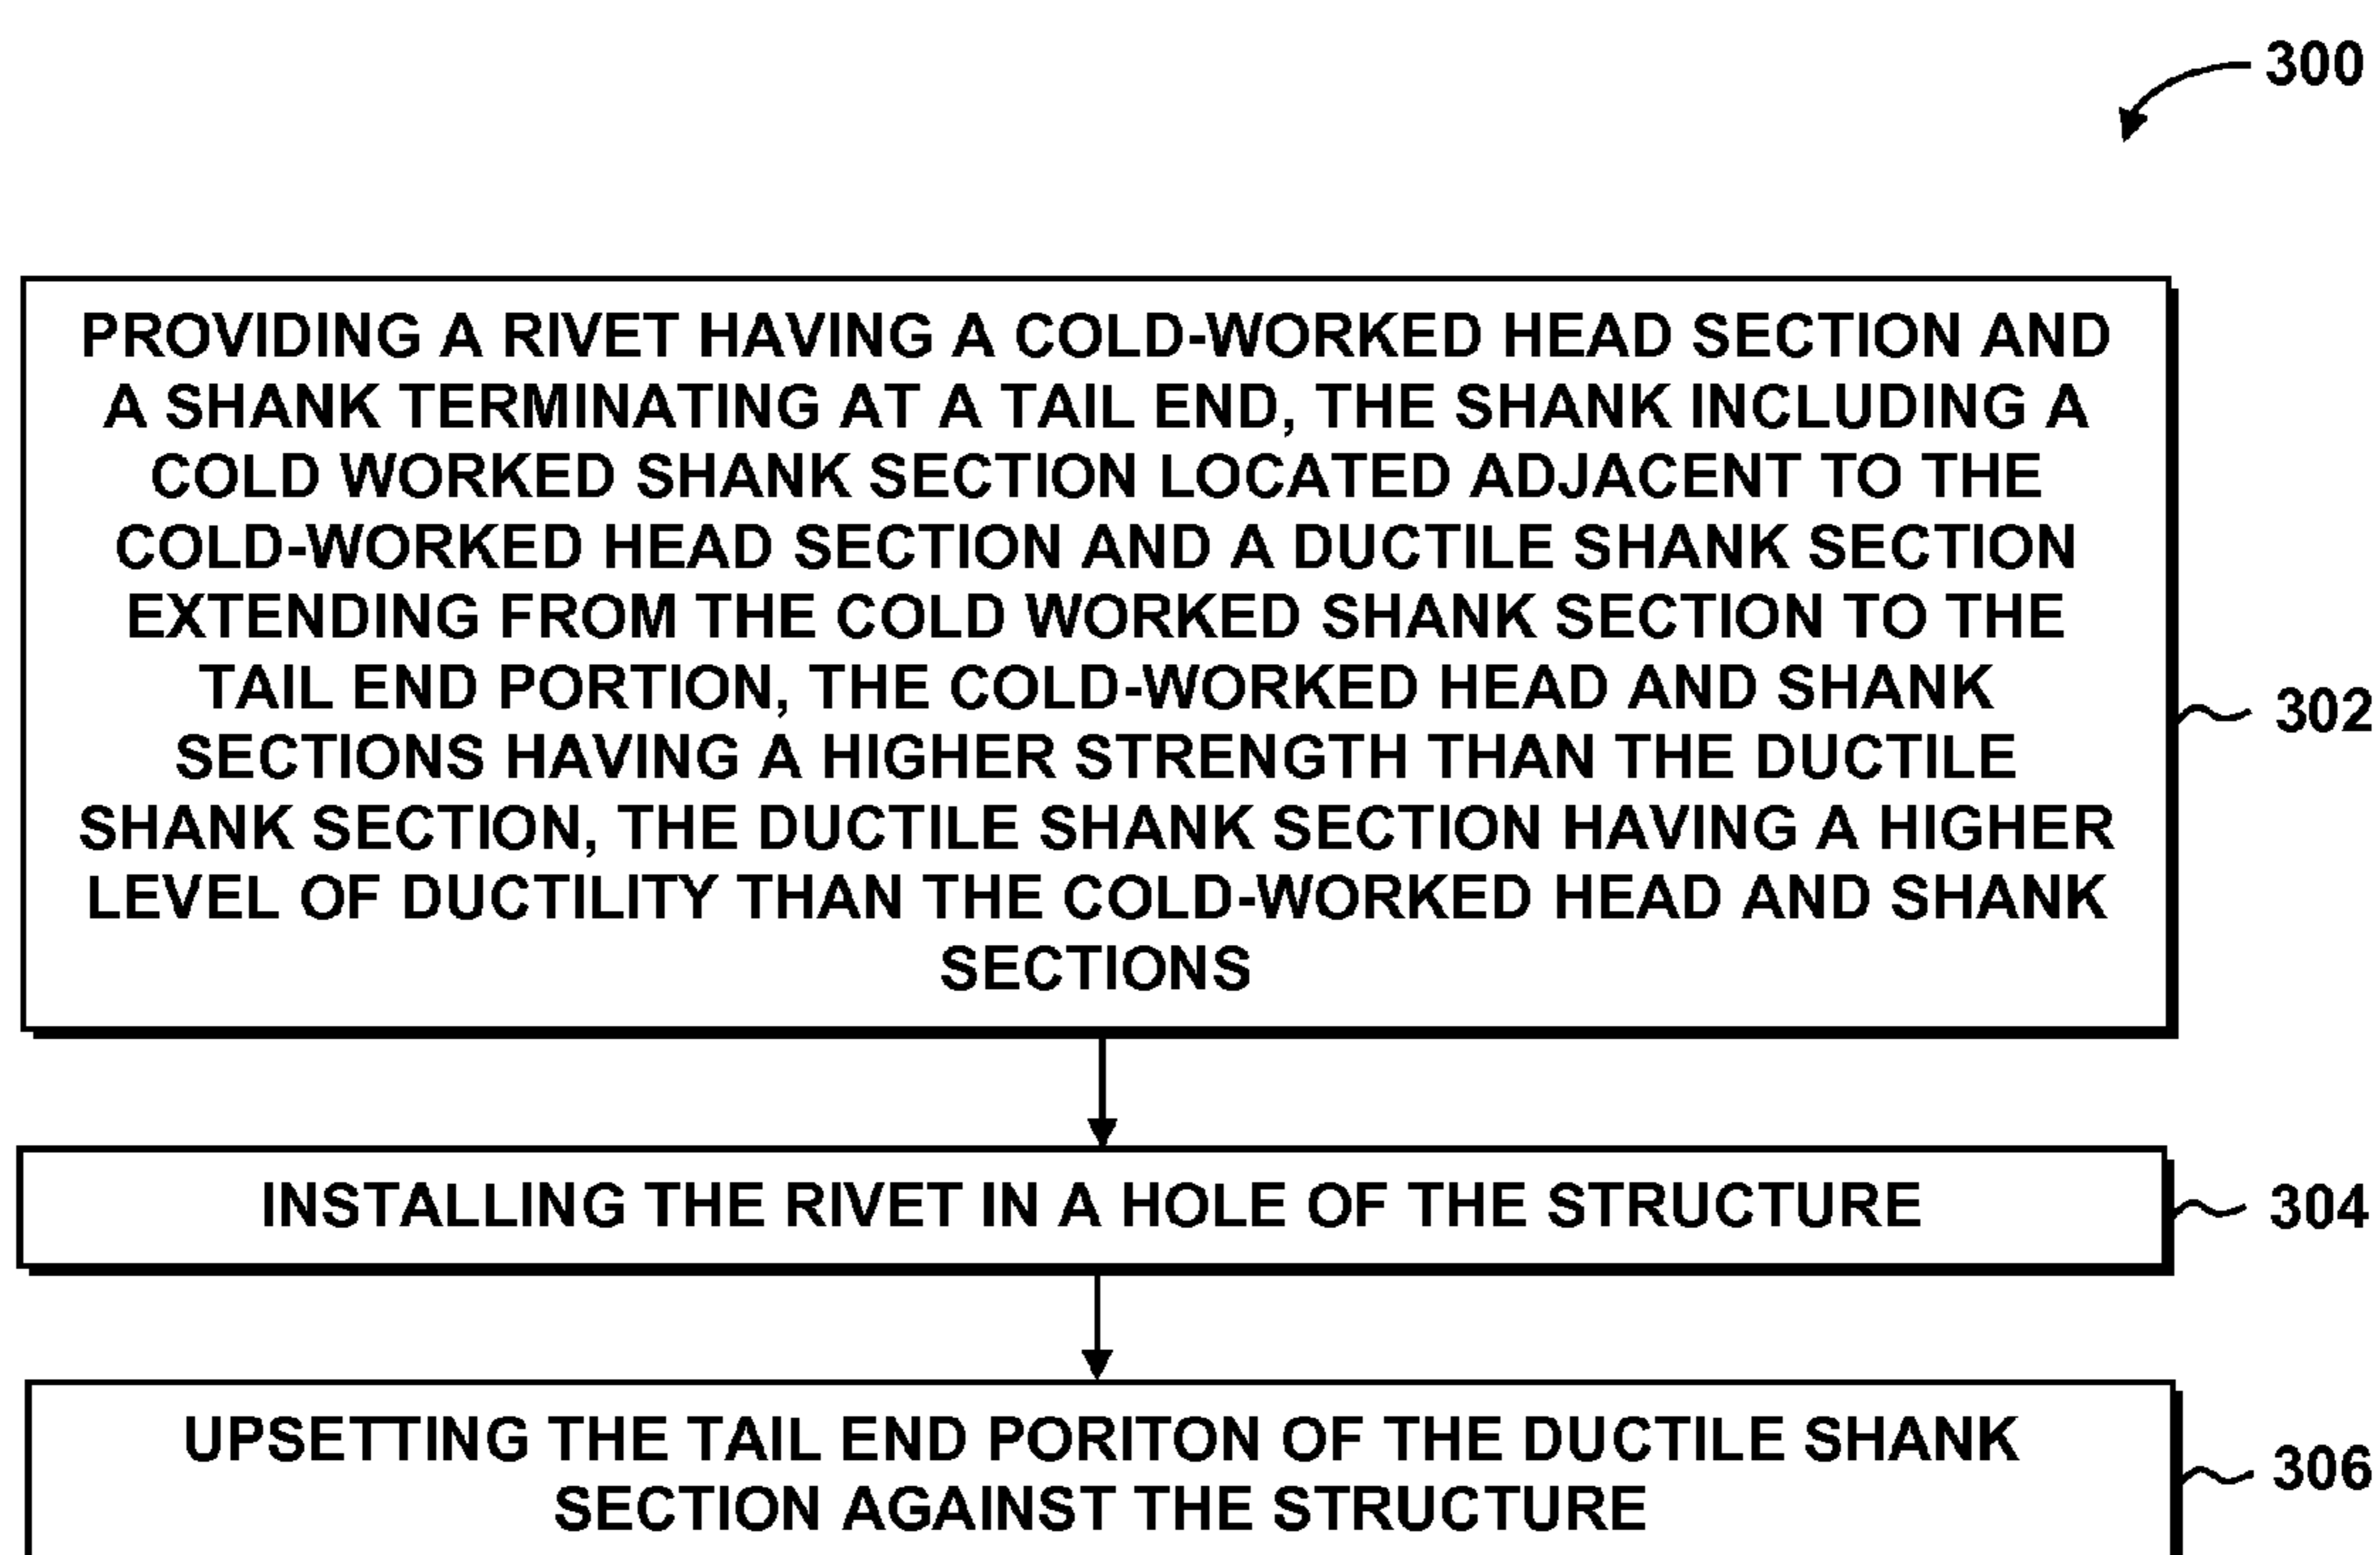 300
PROVIDING A RIVET HAVING A COLD-WORKED HEAD SECTION AND
A SHANK TERMINATING AT A TAIL END, THE SHANK INCLUDING A
COLD WORKED SHANK SECTION LOCATED ADJACENT TO THE
COLD-WORKED HEAD SECTION AND A DUCTILE SHANK SECTION
EXTENDING FROM THE COLD WORKED SHANK SECTION TO THE
TAIL END PORTION, THE COLD-WORKED HEAD AND SHANK
SECTIONS HAVING A HIGHER STRENGTH THAN THE DUCTILE
SHANK SECTION, THE DUCTILE SHANK SECTION HAVING A HIGHER
LEVEL OF DUCTILITY THAN THE COLD-WORKED HEAD AND SHANK
SECTIONS
302
INSTALLING THE RIVET IN A HOLE OF THE STRUCTURE
304
UPSETTING THE TAIL END PORITON OF THE DUCTILE SHANK
SECTION AGAINST THE STRUCTURE
306